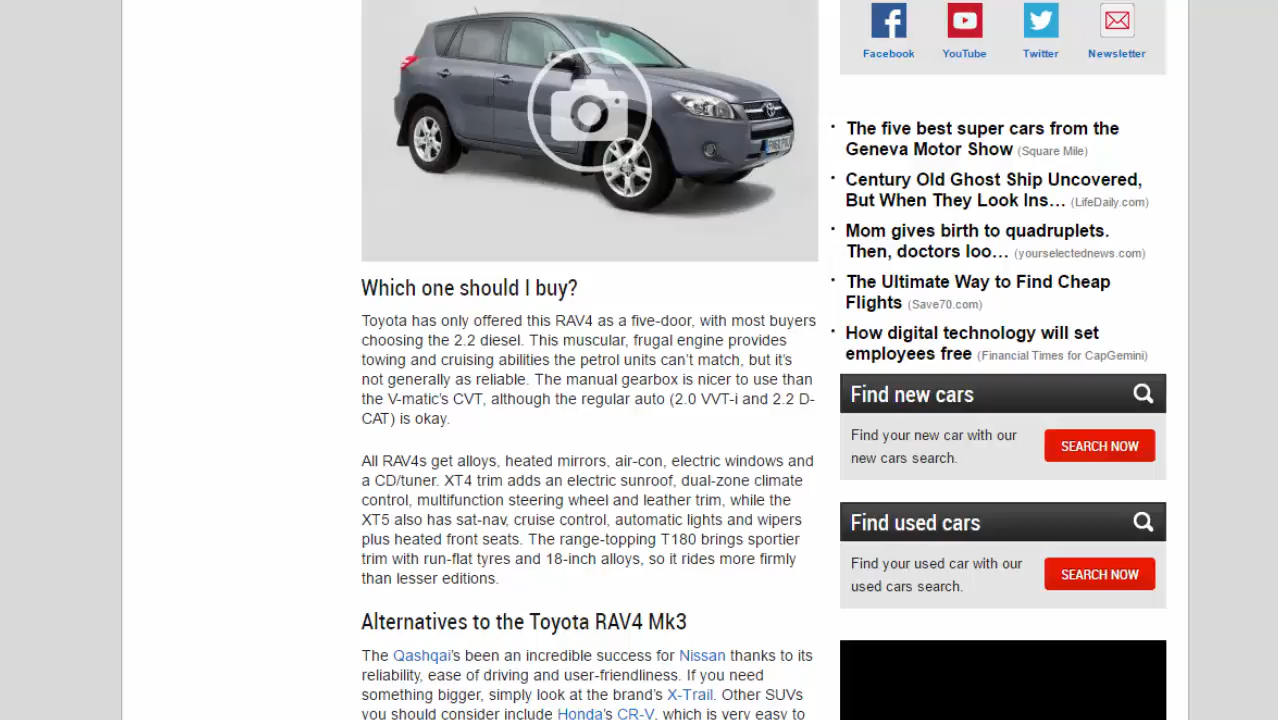 Which one should I buy?
Toyota has only offered this RAV4 as a five-door, with most buyers
choosing the 2.2 diesel. This muscular, frugal engine provides
towing and cruising abilities the petrol units can’t match, but it’s
not generally as reliable. The manual gearbox is nicer to use than
the V-matic’s CVT, although the regular auto (2.0 VVT-i and 2.2 D-
CAT) is okay.
All RAV4s get alloys, heated mirrors, air-con, electric windows and
a CD/tuner. XT4 trim adds an electric sunroof, dual-zone climate
control, multifunction steering wheel and leather trim, while the
XT5 also has sat-nav, cruise control, automatic lights and wipers
plus heated front seats. The range-topping T180 brings sportier
trim with run-flat tyres and 18-inch alloys, so it rides more firmly
than lesser editions.
Alternatives to the Toyota RAV4 Mk3
The Qashqai’s been an incredible success for Nissan thanks to its
reliability, ease of driving and user-friendliness. If you need
something bigger, simply look at the brand’s X-Trail. Other SUVs
you should consider include Honda’s CR-V, which is very easy to
Facebook
YouTube
Twitter
Newsletter
The five best super cars from the
Geneva Motor Show (Square Mile)
Century Old Ghost Ship Uncovered,
But When They Look Ins… (LifeDaily.com)
Mom gives birth to quadruplets.
Then, doctors loo… (yourselectednews.com)
The Ultimate Way to Find Cheap
Flights (Save70.com)
How digital technology will set
employees free (Financial Times for CapGemini)
Find new cars
Find your new car with our
new cars search.
SEARCH NOW
Find used cars
Find your used car with our
used cars search.
SEARCH NOW